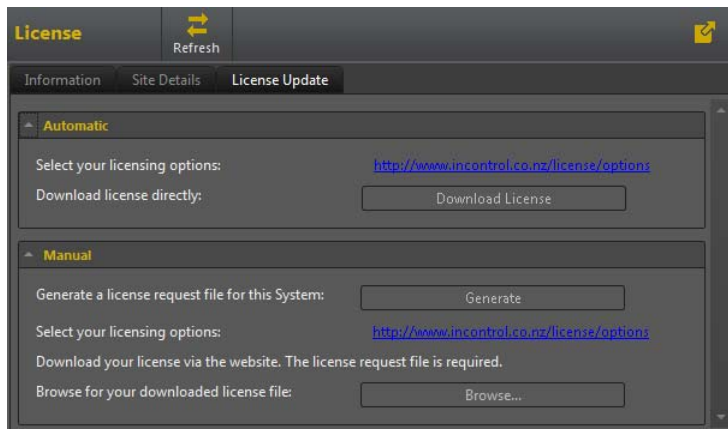 License
Refresh
Information Site Details License Update
Automatic
Select your licensing options: http://www.incontrol.co.nz/license/options
Download license directly: Download License
Manual
Generate a license request file for this System: Generate
Select your licensing options: http://www.incontrol.co.nz/license/options
Download your license via the website. The license request file is required.
Browse for your downloaded license file: Browse...